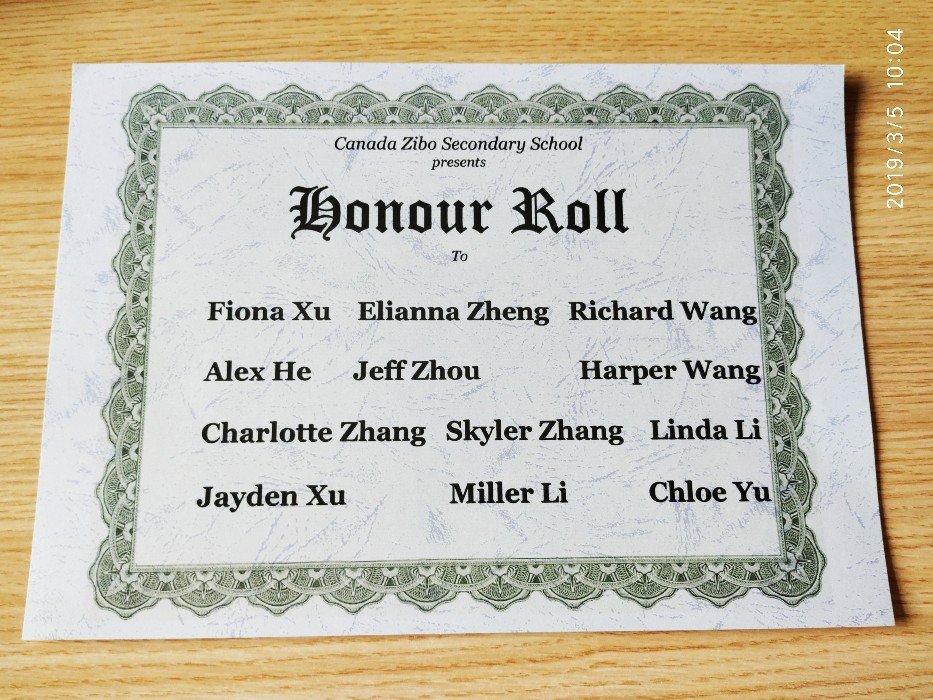 Canada Zibo Secondary School
presents
Honour Roll
To
Fiona Xu Elianna Zheng Richard Wang
Alex He Jeff Zhou Harper Wang
Charlotte Zhang Skyler Zhang Linda Li
Jayden Xu Miller Li Chloe Yu
2019/3/5 10:04